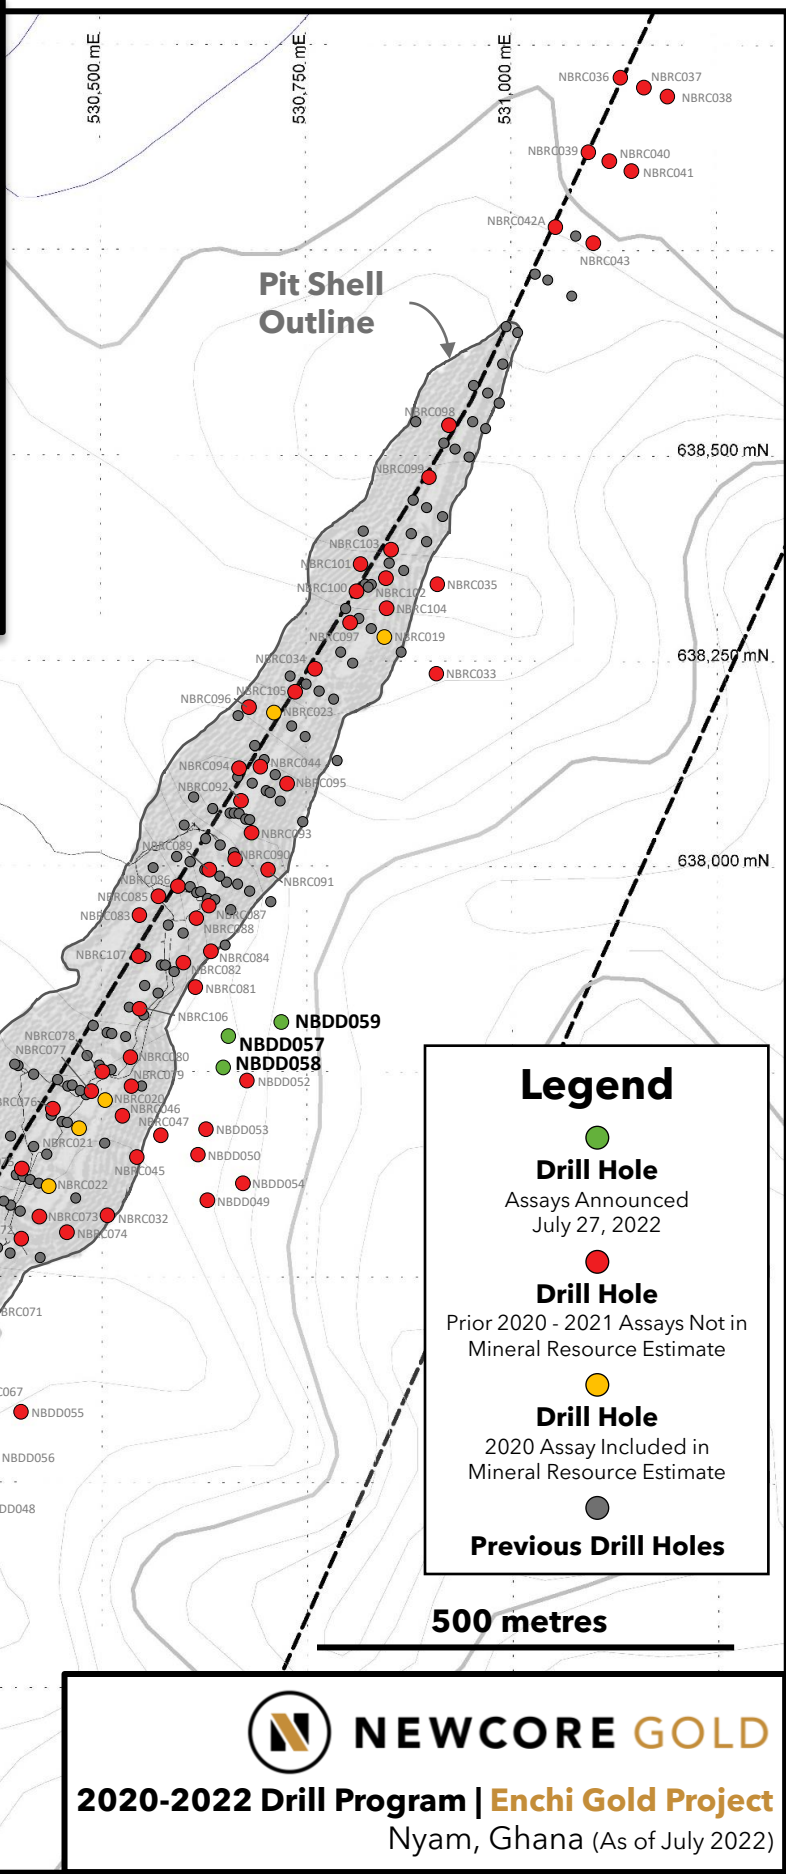 530,500 mE
530,750 mE
531,000 mE
NBRC036
NBRC037
NBRC038
NBRC039
NBRC040
NBRC041
NBRC042A
NBRC043
Pit Shell
Outline
NBRC098
638,500 mN
NBRC099
NBRC103
NBRC101
NBRC100
NBRC102
NBRC035
NBRC104
NBRC097
NBRC019
638,250 mN
NBRC034
NBRC033
NBRC105
NBRC096
NBRC023
NBRC094
NBRC044
NBRC092
NBRC095
NBRC093
NBRC089
NBRC090
638,000 mN
NBRC086
NBRC091
NBRC085
NBRC083
NBRC087
NBRC088
NBRC107
NBRC084
NBRC082
NBRC081
NBRC106
NBDD059
NBRC078
NBDD057
NBRC077
NBRC080
NBDD058
NBRC079
NBDD052
NBRC020
RC076
NBRC046
NBRC047
NBDD053
NBRC021
NBDD050
NBRC045
NBRC022
NBDD054
NBDD049
NBRC073
NBRC032
72
NBRC074
BRC071
C067
NBDD055
NBDD056
DD048
Legend
Drill Hole
Assays Announced
July 27, 2022
Drill Hole
Prior 2020 - 2021 Assays Not in
Mineral Resource Estimate
Drill Hole
2020 Assay Included in
Mineral Resource Estimate
Previous Drill Holes
500 metres
N NEWCORE GOLD
2020-2022 Drill Program | Enchi Gold Project
Nyam, Ghana (As of July 2022)